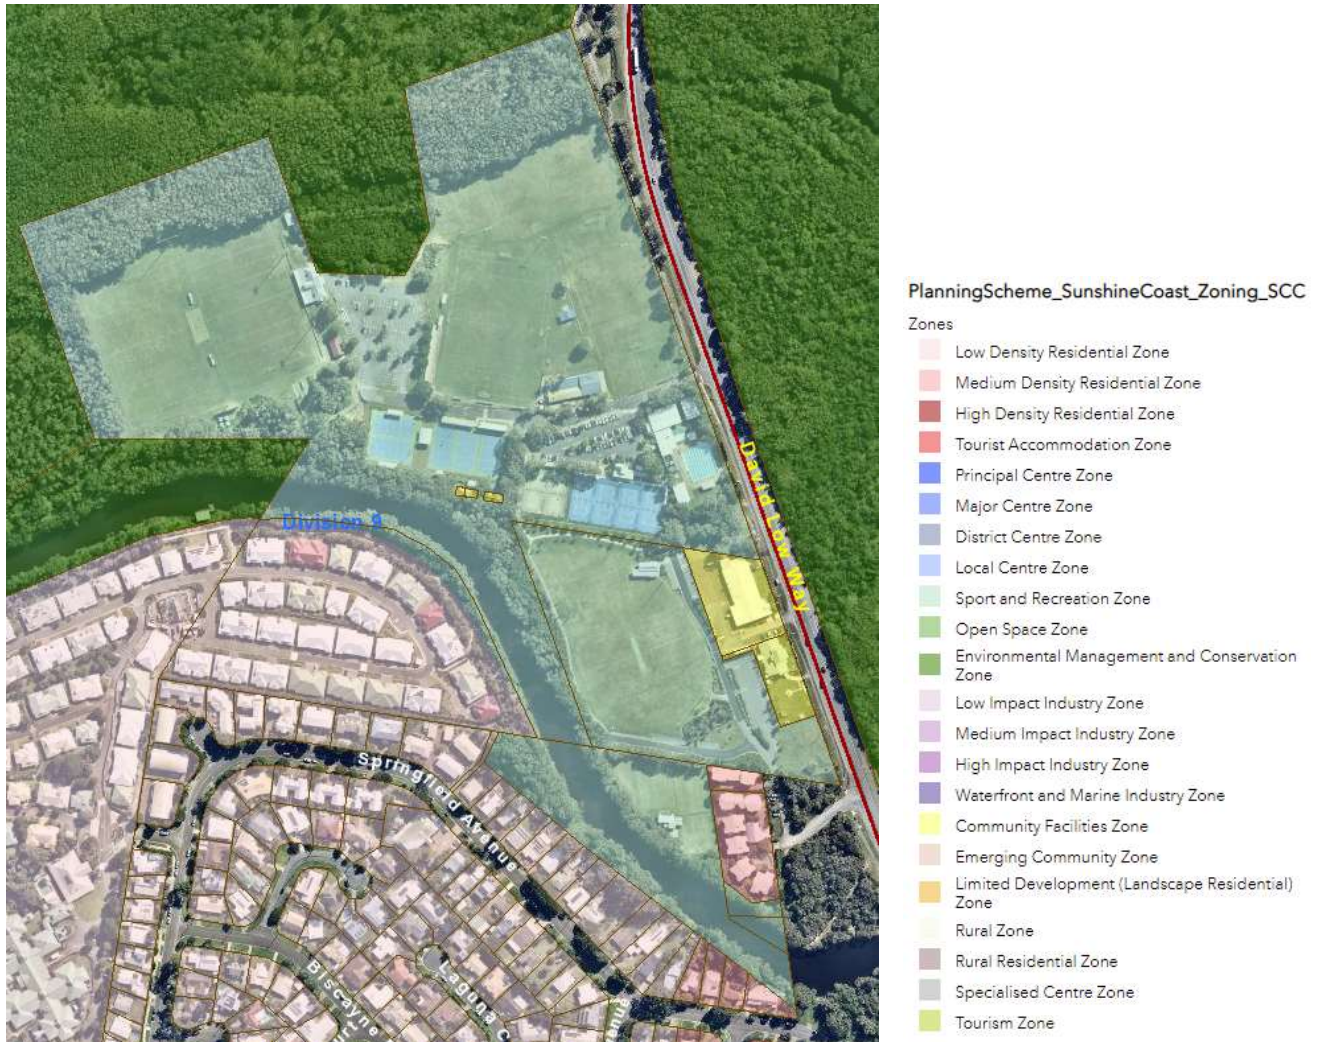 PlanningScheme_SunshineCoast_Zoning_SCC
Zones
Low Density Residential Zone
Medium Density Residential Zone
High Density Residential Zone
Tourist Accommodation Zone
Principal Centre Zone
Major Centre Zone
District Centre Zone
Local Centre Zone
Sport and Recreation Zone
Open Space Zone
Environmental Management and Conservation
Zone
Low Impact Industry Zone
Medium Impact Industry Zone
High Impact Industry Zone
Waterfront and Marine Industry Zone
Community Facilities Zone
Emerging Community Zone
Limited Development (Landscape Residential)
Zone
Rural Zone
Rural Residential Zone
Specialised Centre Zone
Tourism Zone
David Low Way
Division 9
Springfield Avenue
Biscayne
Laguna C